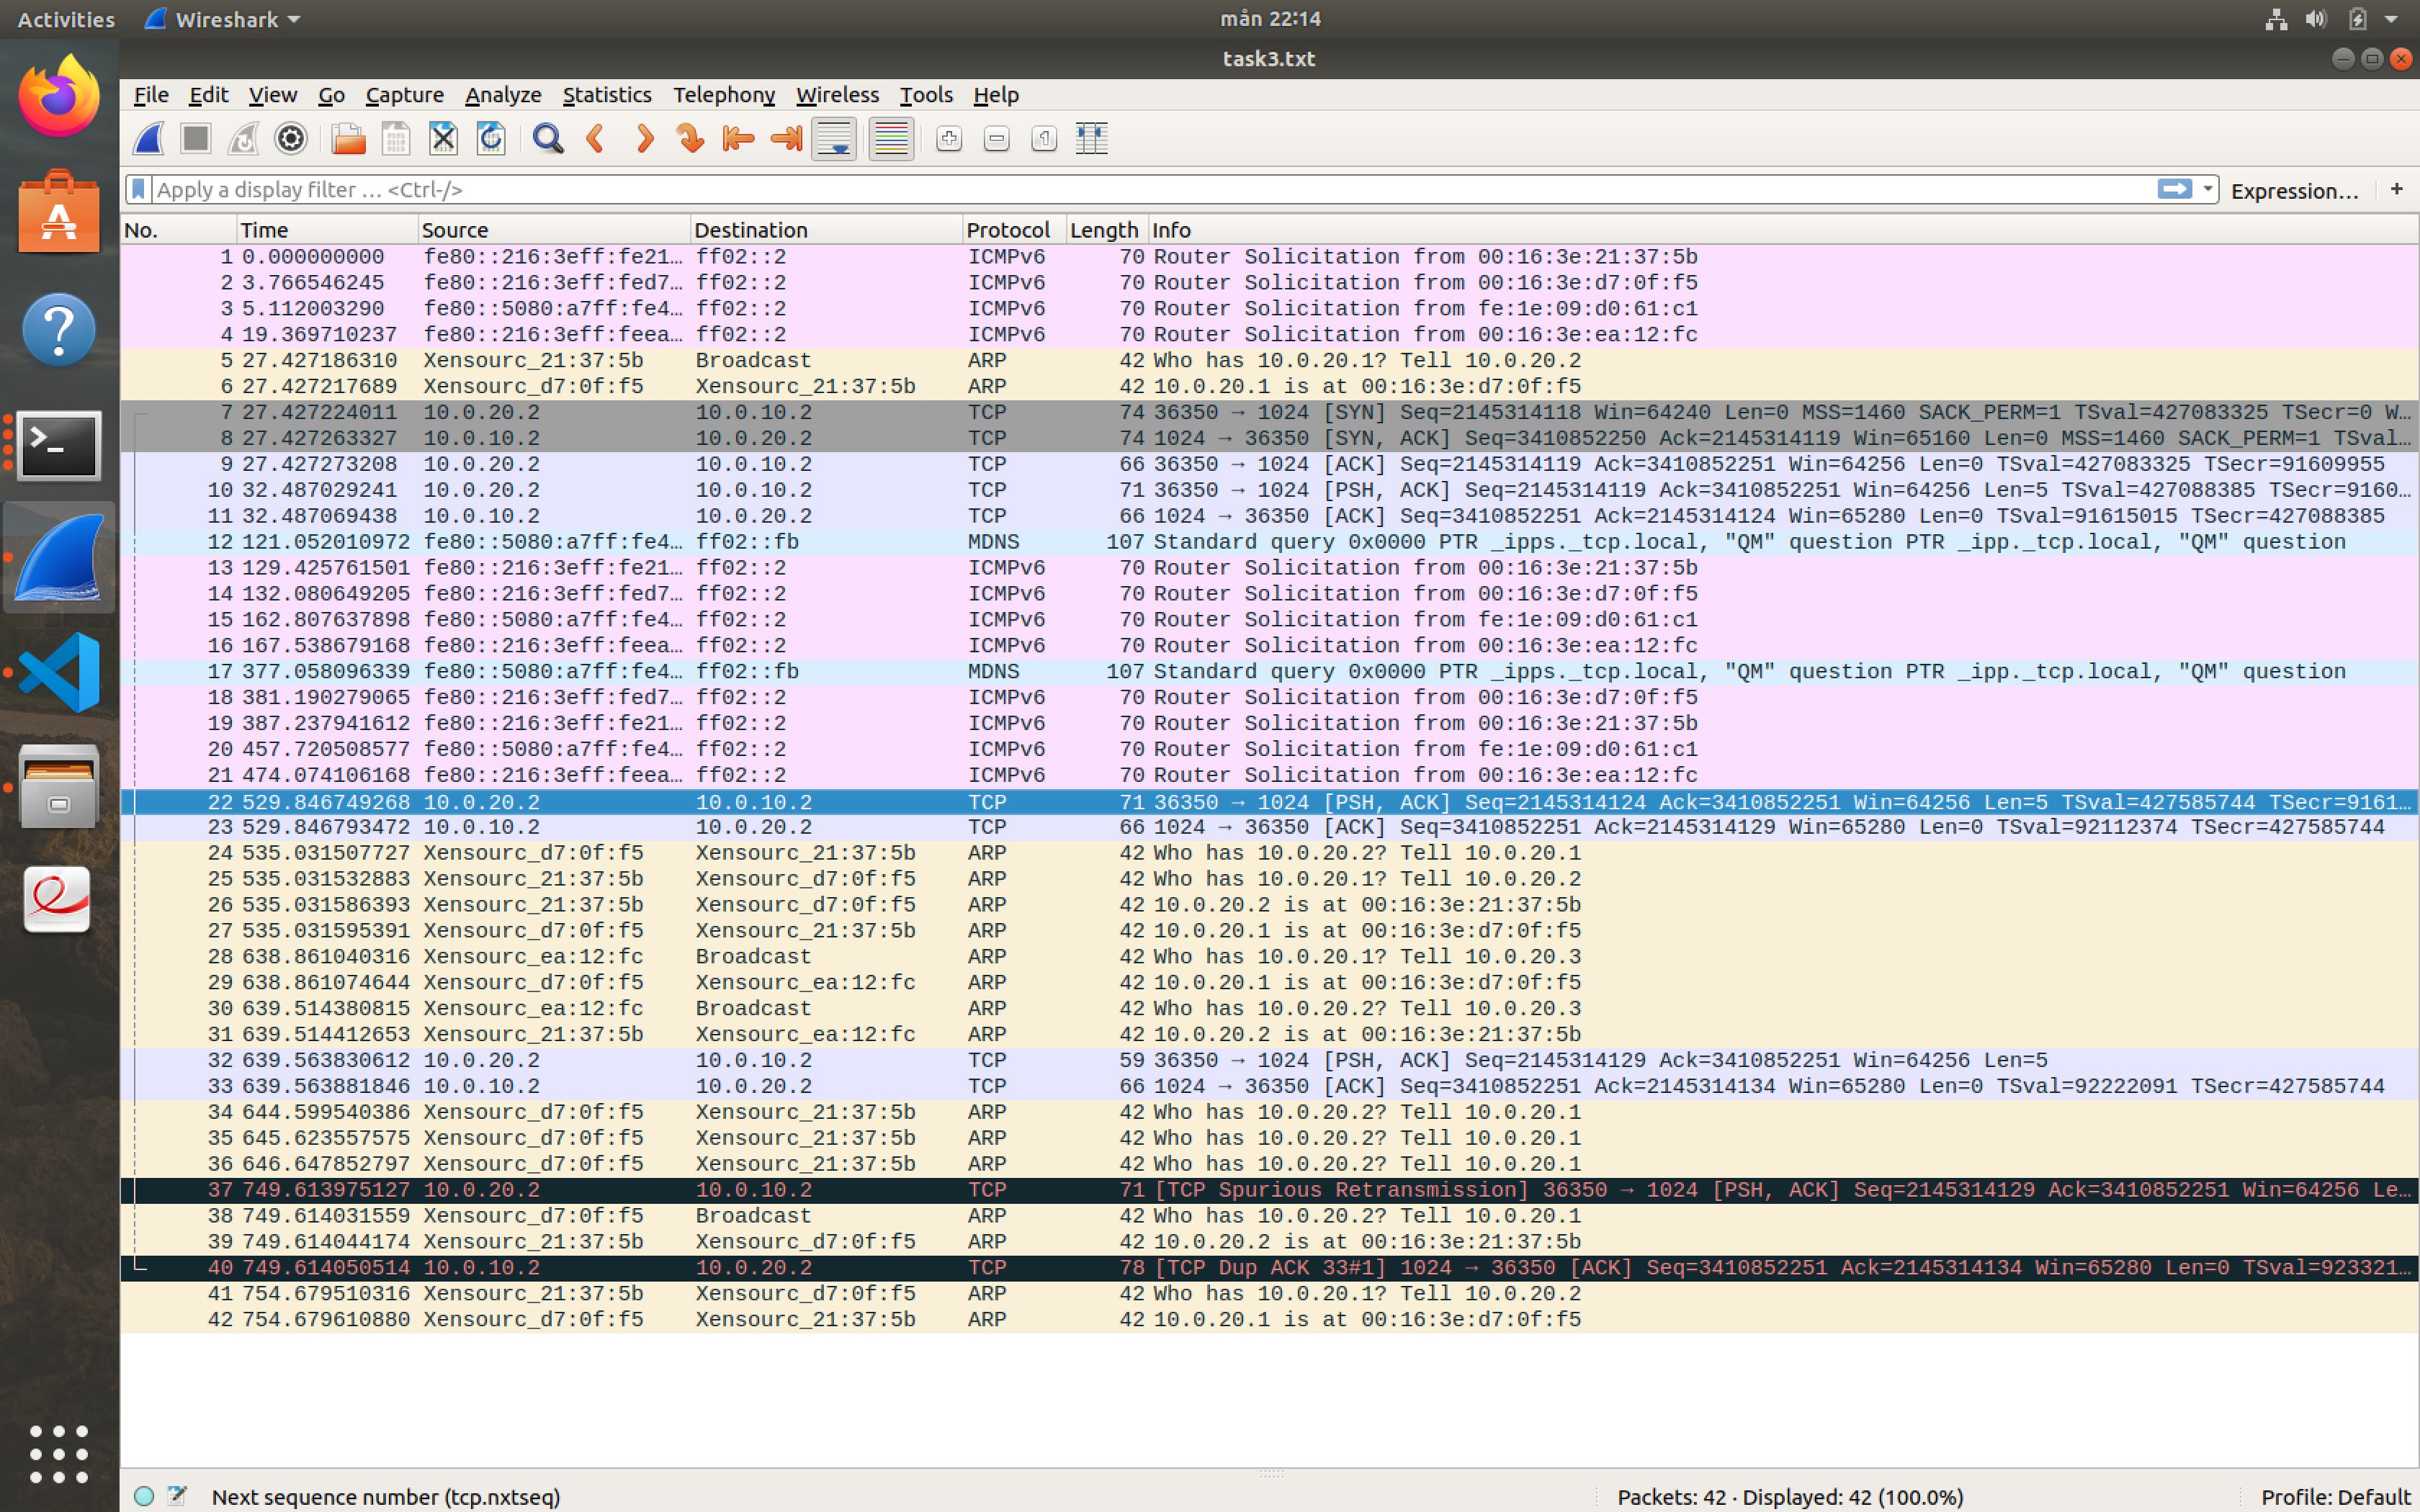 Activities Wireshark mån 22:14
task3.txt
File Edit View Go Capture Analyze Statistics Telephony Wireless Tools Help
Apply a display filter … <Ctrl-/> Expression… +
No. Time Source Destination Protocol Length Info
1 0.000000000 fe80::216:3eff:fe21… ff02::2 ICMPv6 70 Router Solicitation from 00:16:3e:21:37:5b
2 3.766546245 fe80::216:3eff:fed7… ff02::2 ICMPv6 70 Router Solicitation from 00:16:3e:d7:0f:f5
3 5.112003290 fe80::5080:a7ff:fe4… ff02::2 ICMPv6 70 Router Solicitation from fe:1e:09:d0:61:c1
4 19.369710237 fe80::216:3eff:feea… ff02::2 ICMPv6 70 Router Solicitation from 00:16:3e:ea:12:fc
5 27.427186310 Xensourc_21:37:5b Broadcast ARP 42 Who has 10.0.20.1? Tell 10.0.20.2
6 27.427217689 Xensourc_d7:0f:f5 Xensourc_21:37:5b ARP 42 10.0.20.1 is at 00:16:3e:d7:0f:f5
7 27.427224011 10.0.20.2 10.0.10.2 TCP 74 36350 → 1024 [SYN] Seq=2145314118 Win=64240 Len=0 MSS=1460 SACK_PERM=1 TSval=427083325 TSecr=0 W…
8 27.427263327 10.0.10.2 10.0.20.2 TCP 74 1024 → 36350 [SYN, ACK] Seq=3410852250 Ack=2145314119 Win=65160 Len=0 MSS=1460 SACK_PERM=1 TSval…
9 27.427273208 10.0.20.2 10.0.10.2 TCP 66 36350 → 1024 [ACK] Seq=2145314119 Ack=3410852251 Win=64256 Len=0 TSval=427083325 TSecr=91609955
10 32.487029241 10.0.20.2 10.0.10.2 TCP 71 36350 → 1024 [PSH, ACK] Seq=2145314119 Ack=3410852251 Win=64256 Len=5 TSval=427088385 TSecr=9160…
11 32.487069438 10.0.10.2 10.0.20.2 TCP 66 1024 → 36350 [ACK] Seq=3410852251 Ack=2145314124 Win=65280 Len=0 TSval=91615015 TSecr=427088385
12 121.052010972 fe80::5080:a7ff:fe4… ff02::fb MDNS 107 Standard query 0x0000 PTR _ipps._tcp.local, "QM" question PTR _ipp._tcp.local, "QM" question
13 129.425761501 fe80::216:3eff:fe21… ff02::2 ICMPv6 70 Router Solicitation from 00:16:3e:21:37:5b
14 132.080649205 fe80::216:3eff:fed7… ff02::2 ICMPv6 70 Router Solicitation from 00:16:3e:d7:0f:f5
15 162.807637898 fe80::5080:a7ff:fe4… ff02::2 ICMPv6 70 Router Solicitation from fe:1e:09:d0:61:c1
16 167.538679168 fe80::216:3eff:feea… ff02::2 ICMPv6 70 Router Solicitation from 00:16:3e:ea:12:fc
17 377.058096339 fe80::5080:a7ff:fe4… ff02::fb MDNS 107 Standard query 0x0000 PTR _ipps._tcp.local, "QM" question PTR _ipp._tcp.local, "QM" question
18 381.190279065 fe80::216:3eff:fed7… ff02::2 ICMPv6 70 Router Solicitation from 00:16:3e:d7:0f:f5
19 387.237941612 fe80::216:3eff:fe21… ff02::2 ICMPv6 70 Router Solicitation from 00:16:3e:21:37:5b
20 457.720508577 fe80::5080:a7ff:fe4… ff02::2 ICMPv6 70 Router Solicitation from fe:1e:09:d0:61:c1
21 474.074106168 fe80::216:3eff:feea… ff02::2 ICMPv6 70 Router Solicitation from 00:16:3e:ea:12:fc
22 529.846749268 10.0.20.2 10.0.10.2 TCP 71 36350 → 1024 [PSH, ACK] Seq=2145314124 Ack=3410852251 Win=64256 Len=5 TSval=427585744 TSecr=9161…
23 529.846793472 10.0.10.2 10.0.20.2 TCP 66 1024 → 36350 [ACK] Seq=3410852251 Ack=2145314129 Win=65280 Len=0 TSval=92112374 TSecr=427585744
24 535.031507727 Xensourc_d7:0f:f5 Xensourc_21:37:5b ARP 42 Who has 10.0.20.2? Tell 10.0.20.1
25 535.031532883 Xensourc_21:37:5b Xensourc_d7:0f:f5 ARP 42 Who has 10.0.20.1? Tell 10.0.20.2
26 535.031586393 Xensourc_21:37:5b Xensourc_d7:0f:f5 ARP 42 10.0.20.2 is at 00:16:3e:21:37:5b
27 535.031595391 Xensourc_d7:0f:f5 Xensourc_21:37:5b ARP 42 10.0.20.1 is at 00:16:3e:d7:0f:f5
28 638.861040316 Xensourc_ea:12:fc Broadcast ARP 42 Who has 10.0.20.1? Tell 10.0.20.3
29 638.861074644 Xensourc_d7:0f:f5 Xensourc_ea:12:fc ARP 42 10.0.20.1 is at 00:16:3e:d7:0f:f5
30 639.514380815 Xensourc_ea:12:fc Broadcast ARP 42 Who has 10.0.20.2? Tell 10.0.20.3
31 639.514412653 Xensourc_21:37:5b Xensourc_ea:12:fc ARP 42 10.0.20.2 is at 00:16:3e:21:37:5b
32 639.563830612 10.0.20.2 10.0.10.2 TCP 59 36350 → 1024 [PSH, ACK] Seq=2145314129 Ack=3410852251 Win=64256 Len=5
33 639.563881846 10.0.10.2 10.0.20.2 TCP 66 1024 → 36350 [ACK] Seq=3410852251 Ack=2145314134 Win=65280 Len=0 TSval=92222091 TSecr=427585744
34 644.599540386 Xensourc_d7:0f:f5 Xensourc_21:37:5b ARP 42 Who has 10.0.20.2? Tell 10.0.20.1
35 645.623557575 Xensourc_d7:0f:f5 Xensourc_21:37:5b ARP 42 Who has 10.0.20.2? Tell 10.0.20.1
36 646.647852797 Xensourc_d7:0f:f5 Xensourc_21:37:5b ARP 42 Who has 10.0.20.2? Tell 10.0.20.1
37 749.613975127 10.0.20.2 10.0.10.2 TCP 71 [TCP Spurious Retransmission] 36350 → 1024 [PSH, ACK] Seq=2145314129 Ack=3410852251 Win=64256 Le…
38 749.614031559 Xensourc_d7:0f:f5 Broadcast ARP 42 Who has 10.0.20.2? Tell 10.0.20.1
39 749.614044174 Xensourc_21:37:5b Xensourc_d7:0f:f5 ARP 42 10.0.20.2 is at 00:16:3e:21:37:5b
40 749.614050514 10.0.10.2 10.0.20.2 TCP 78 [TCP Dup ACK 33#1] 1024 → 36350 [ACK] Seq=3410852251 Ack=2145314134 Win=65280 Len=0 TSval=923321…
41 754.679510316 Xensourc_21:37:5b Xensourc_d7:0f:f5 ARP 42 Who has 10.0.20.1? Tell 10.0.20.2
42 754.679610880 Xensourc_d7:0f:f5 Xensourc_21:37:5b ARP 42 10.0.20.1 is at 00:16:3e:d7:0f:f5
Next sequence number (tcp.nxtseq) Packets: 42 · Displayed: 42 (100.0%) Profile: Default